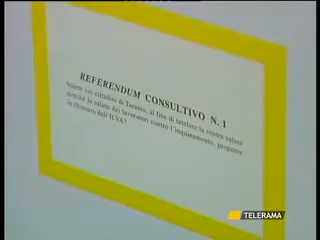 REFERENDUM CONSULTIVO N. 1
Volete voi cittadini di Taranto, al fine di tutelare la vostra salute
nonché la salute dei lavoratori contro l'inquinamento, proporre
la chiusura dell'ILVA?
TELERAMA